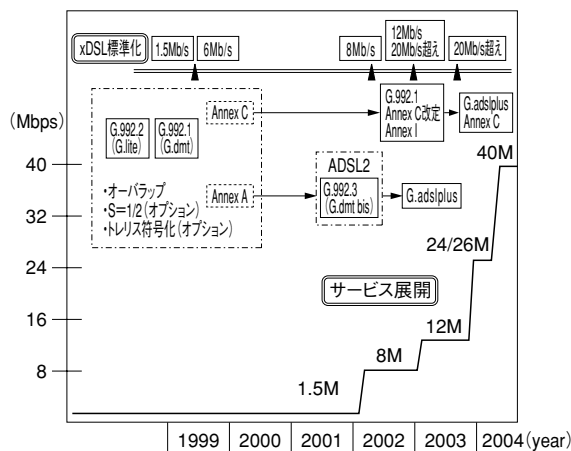 xDSL標準化
1.5Mb/s
6Mb/s
8Mb/s
12Mb/s
20Mb/s超え
20Mb/s超え
(Mbps)
G.992.2
(G.lite)
G.992.1
(G.dmt)
Annex C
G.992.1
Annex C改定
Annex I
G.adslplus
Annex C
・オーバラップ
・S=1/2(オプション)
・トレリス符号化(オプション)
Annex A
ADSL2
G.992.3
(G.dmt bis)
G.adslplus
40
32
24
16
8
サービス展開
1.5M
8M
12M
24/26M
40M
1999
2000
2001
2002
2003
2004(year)